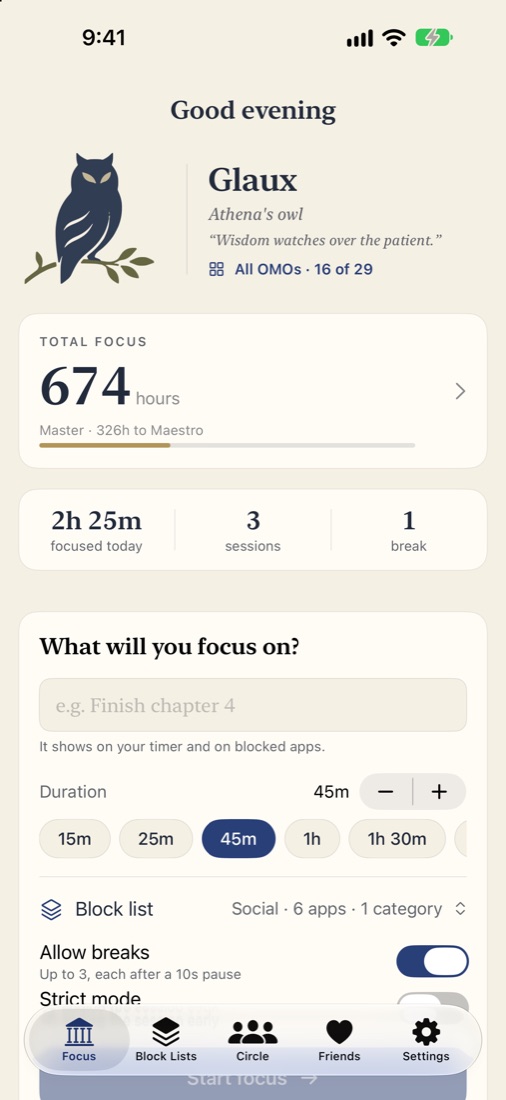 9:41
Good evening
Glaux
Athena's owl
“Wisdom watches over the patient.”
All OMOs · 16 of 29
TOTAL FOCUS
674 hours
Master · 326h to Maestro
2h 25m
focused today
3
sessions
1
break
What will you focus on?
e.g. Finish chapter 4
It shows on your timer and on blocked apps.
Duration 45m − +
15m 25m 45m 1h 1h 30m
Block list Social · 6 apps · 1 category
Allow breaks
Up to 3, each after a 10s pause
Strict mode
Focus Block Lists Circle Friends Settings
Start focus →